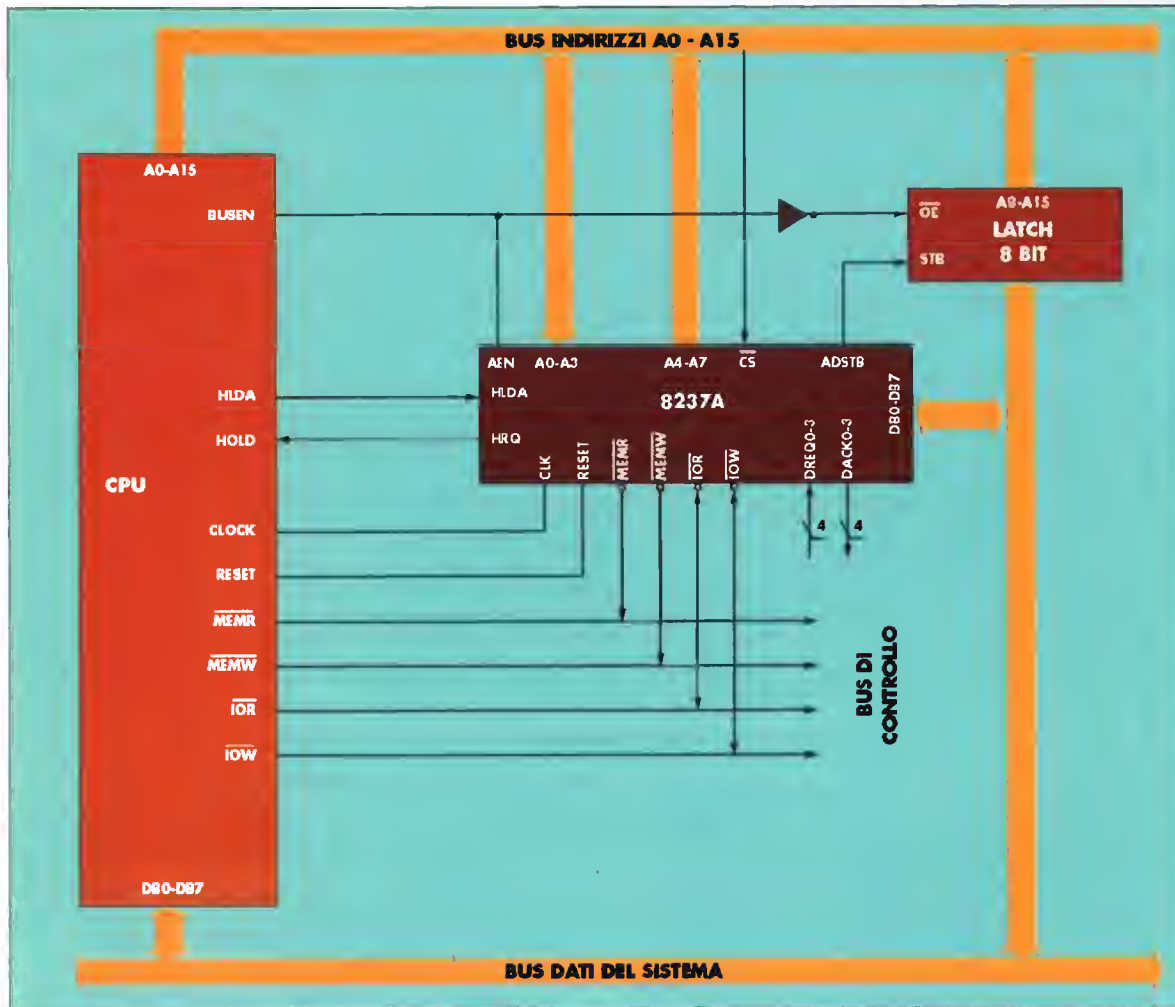 BUS INDIRIZZI A0 - A15
A0-A15
BUSEN
OE
A8-A15
LATCH
8 BIT
STB
AEN
A0-A3
A4-A7
CS
ADSTB
HLDA
HLDA
8237A
DB0-DB7
HOLD
HRQ
CLK
RESET
MEMR
MEMW
IOR
IOW
DREQ0-3
DACK0-3
CPU
4
4
CLOCK
RESET
MEMR
MEMW
IOR
IOW
BUS DI
CONTROLLO
DB0-DB7
BUS DATI DEL SISTEMA